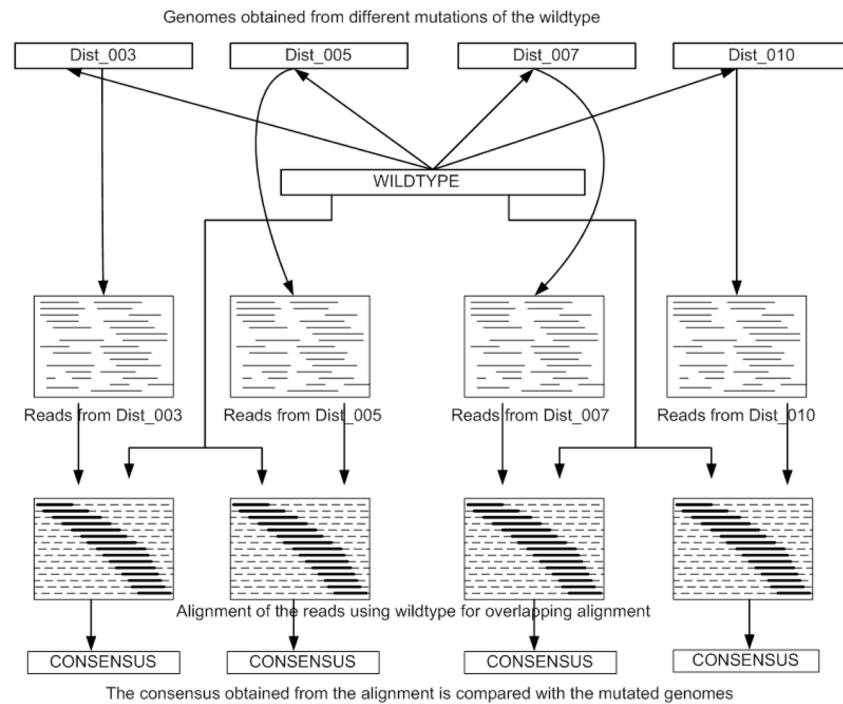 Genomes obtained from different mutations of the wildtype
Dist_003
Dist_005
Dist_007
Dist_010
WILDTYPE
Reads from Dist_003
Reads from Dist_005
Reads from Dist_007
Reads from Dist_010
Alignment of the reads using wildtype for overlapping alignment
CONSENSUS
CONSENSUS
CONSENSUS
CONSENSUS
The consensus obtained from the alignment is compared with the mutated genomes